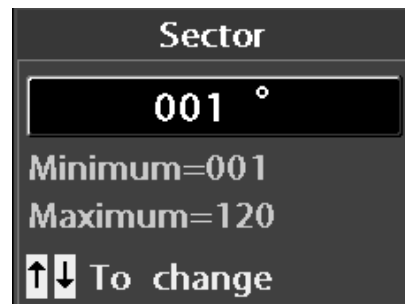 Sector
001 °
Minimum=001
Maximum=120
↑↓ To change